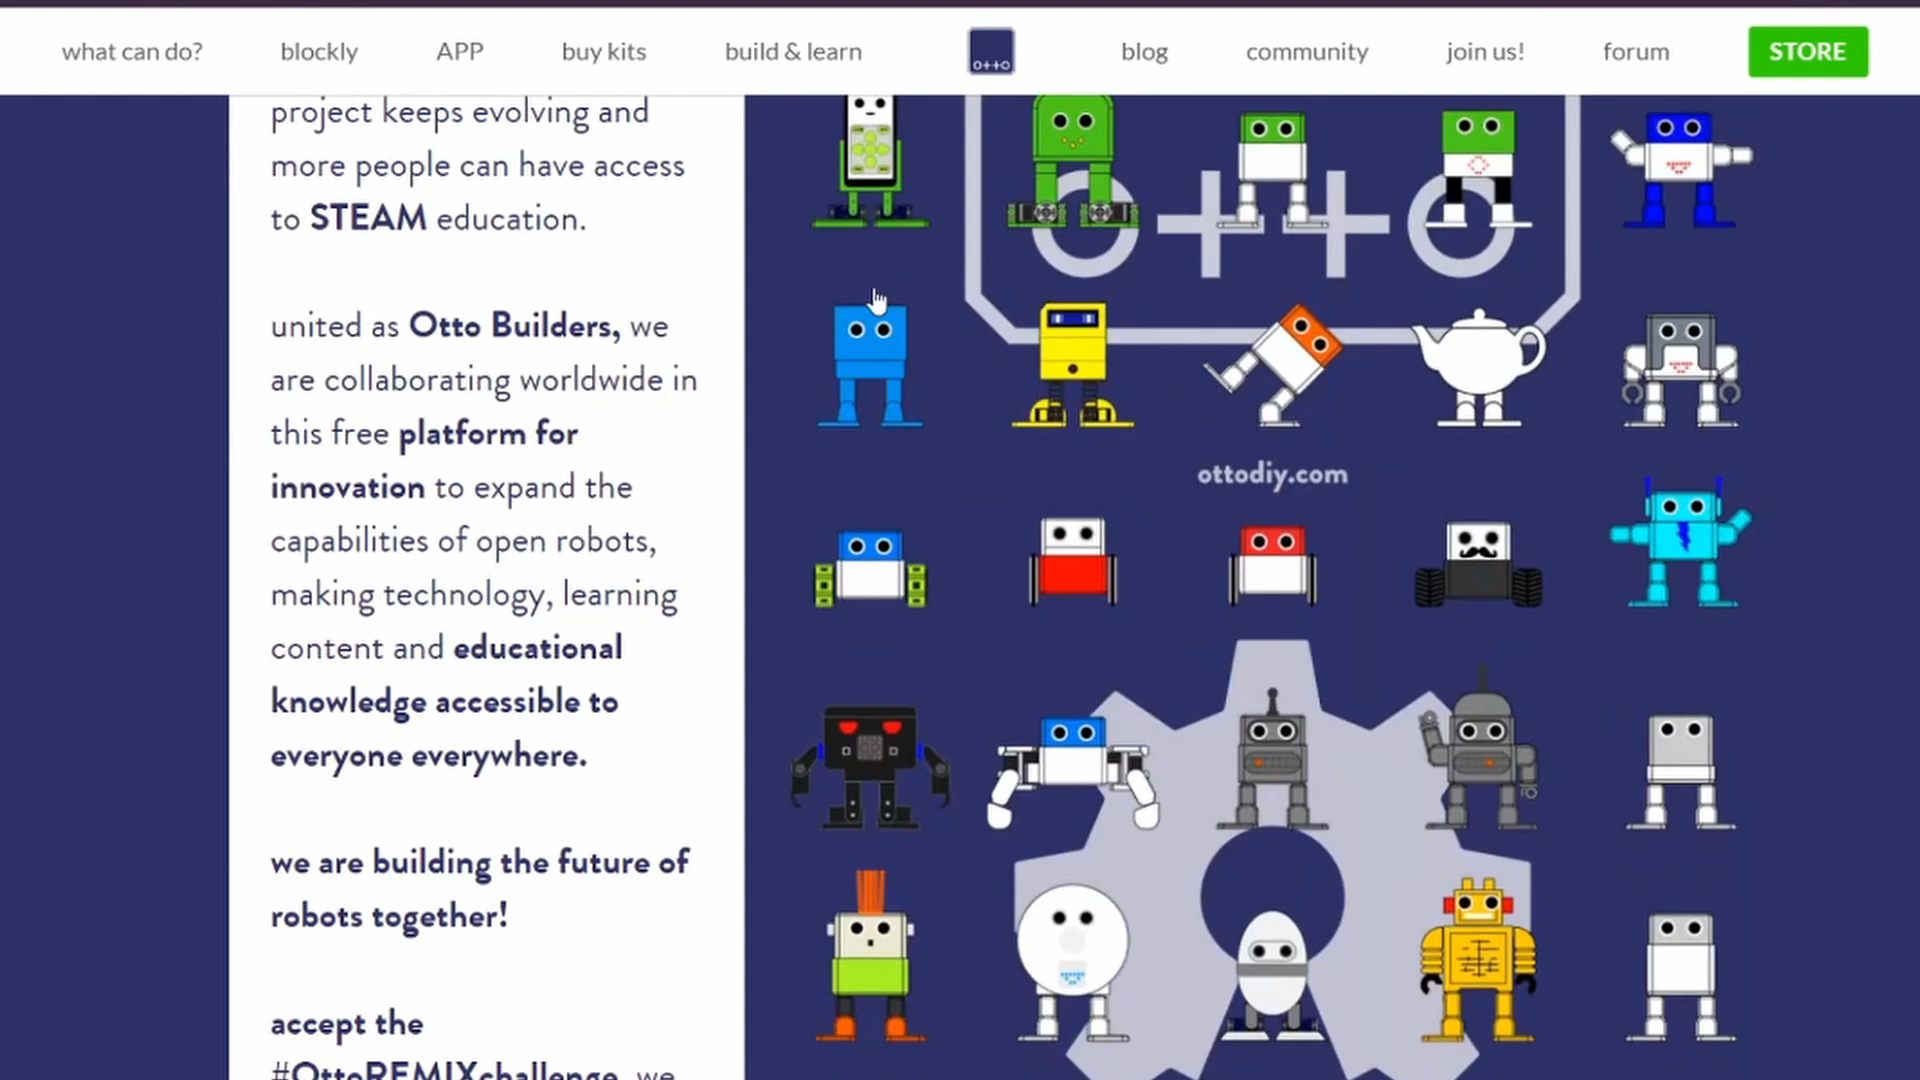 what can do? blockly APP buy kits build & learn O++O blog community join us! forum STORE
project keeps evolving and
more people can have access
to STEAM education.
united as Otto Builders, we
are collaborating worldwide in
this free platform for
innovation to expand the
capabilities of open robots,
making technology, learning
content and educational
knowledge accessible to
everyone everywhere.
we are building the future of
robots together!
accept the
#OttoREMIXchallenge, we
O++O
ottodiy.com